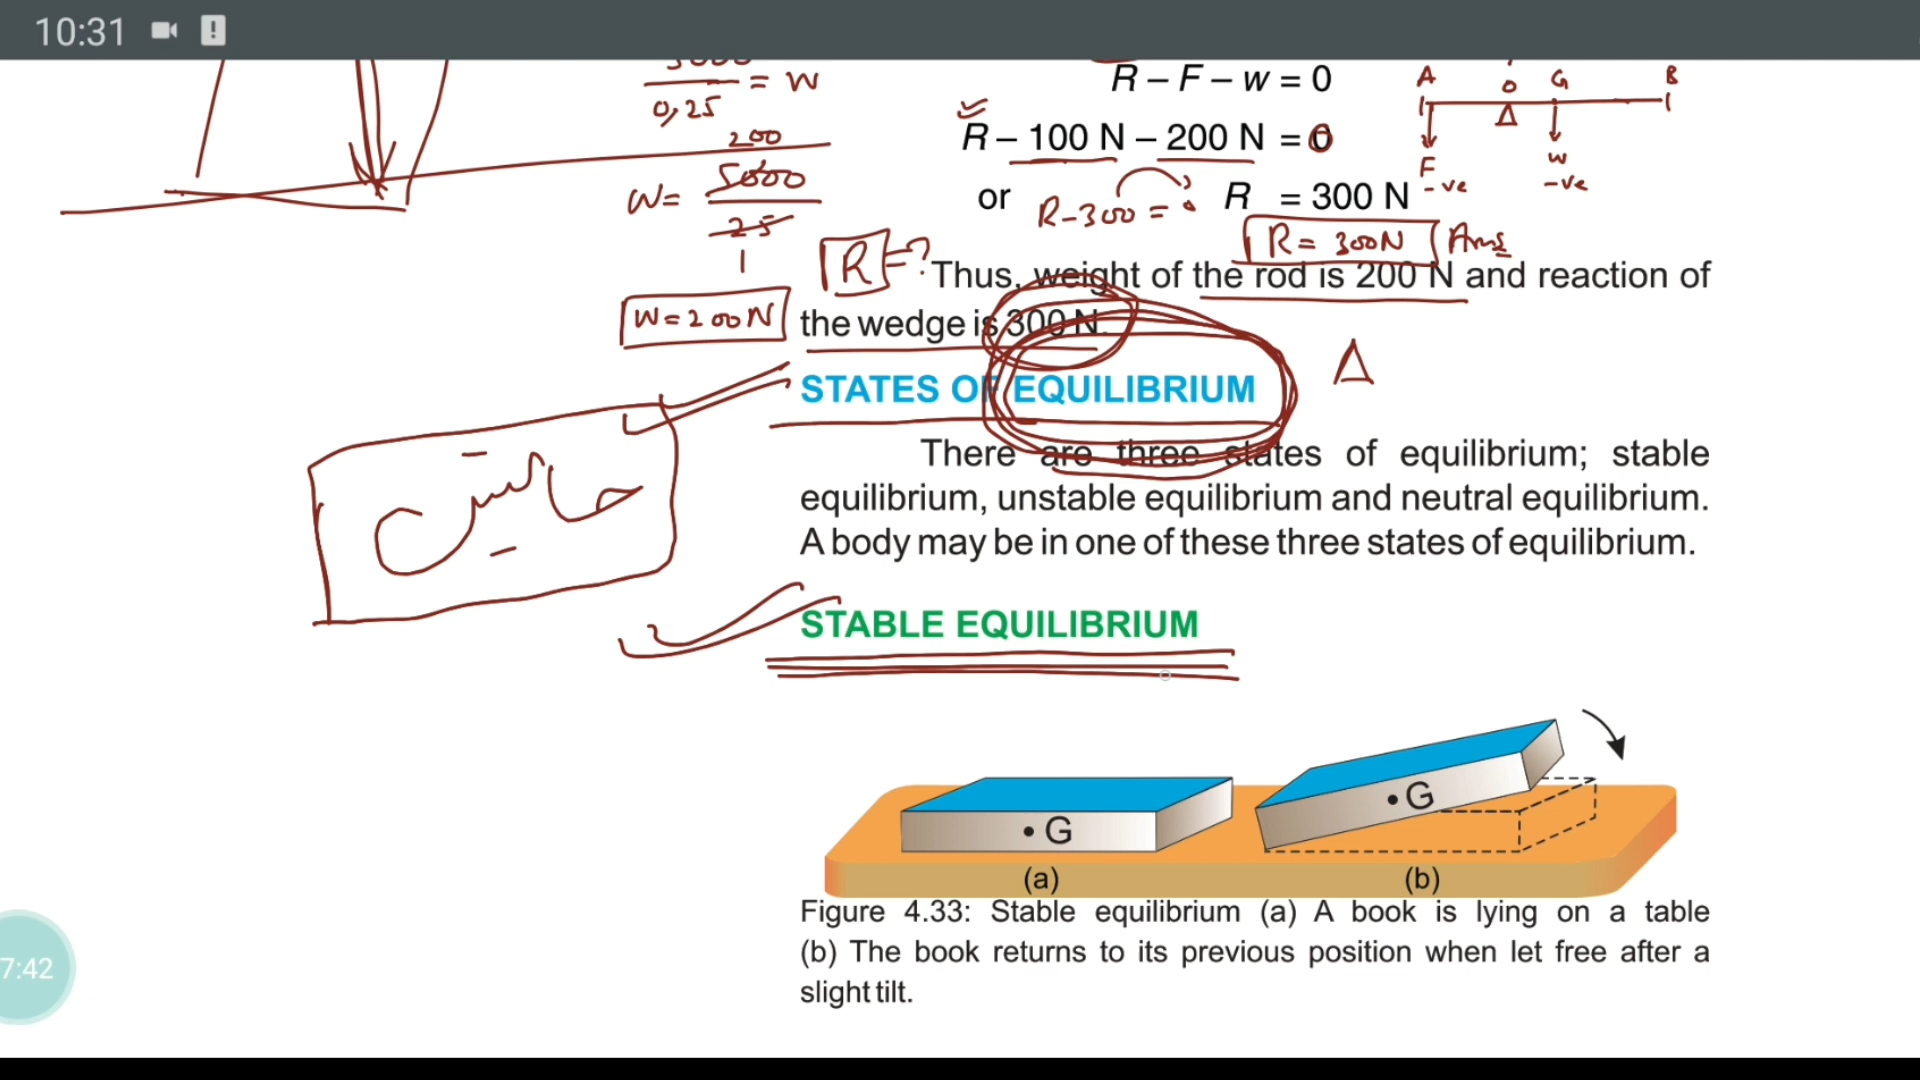 10:31
= W
0,25
200
W=
5000
25
1
W=200N
R – F – w = 0
R – 100 N – 200 N = 0
or
R-300 =
R = 300 N
R = 300N Ans
R = ?
A O G B
F W
-ve -ve
Thus, weight of the rod is 200 N and reaction of
the wedge is 300 N.
STATES OF EQUILIBRIUM
حالتیں
There are three states of equilibrium; stable
equilibrium, unstable equilibrium and neutral equilibrium.
A body may be in one of these three states of equilibrium.
STABLE EQUILIBRIUM
G
G
(a)
(b)
Figure 4.33: Stable equilibrium (a) A book is lying on a table
(b) The book returns to its previous position when let free after a
slight tilt.
7:42